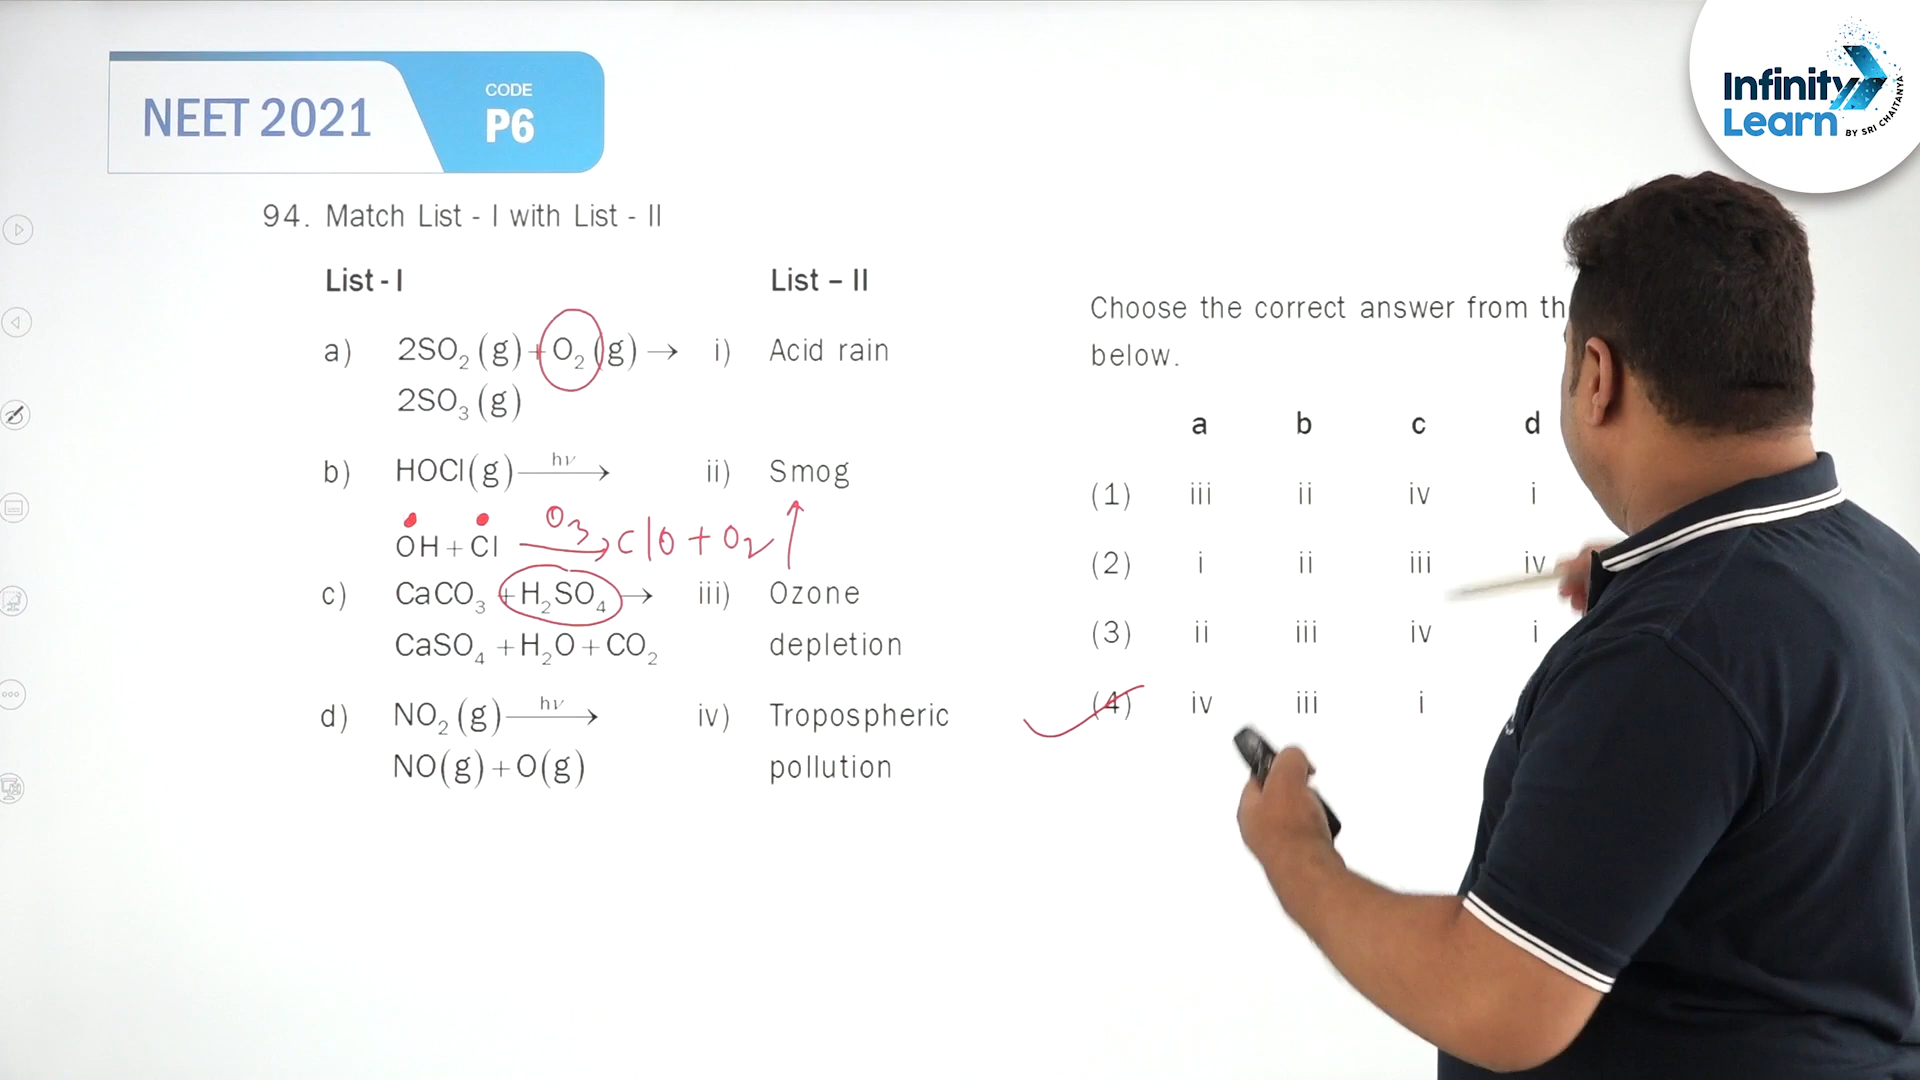 NEET 2021
CODE
P6
Infinity
Learn
BY SRI CHAITANYA
94. Match List - I with List - II
List - I List – II
a) 2SO₂(g) + O₂(g) → i) Acid rain
2SO₃(g)
b) HOCl(g) —hν→ ii) Smog
O₃
ȮH + Ċl → ClO + O₂ ↑
c) CaCO₃ + H₂SO₄ → iii) Ozone
CaSO₄ + H₂O + CO₂ depletion
d) NO₂(g) —hν→ iv) Tropospheric
NO(g) + O(g) pollution
Choose the correct answer from
below.
a b c d
(1) iii ii iv i
(2) i ii iii iv
(3) ii iii iv i
(4) iv iii i